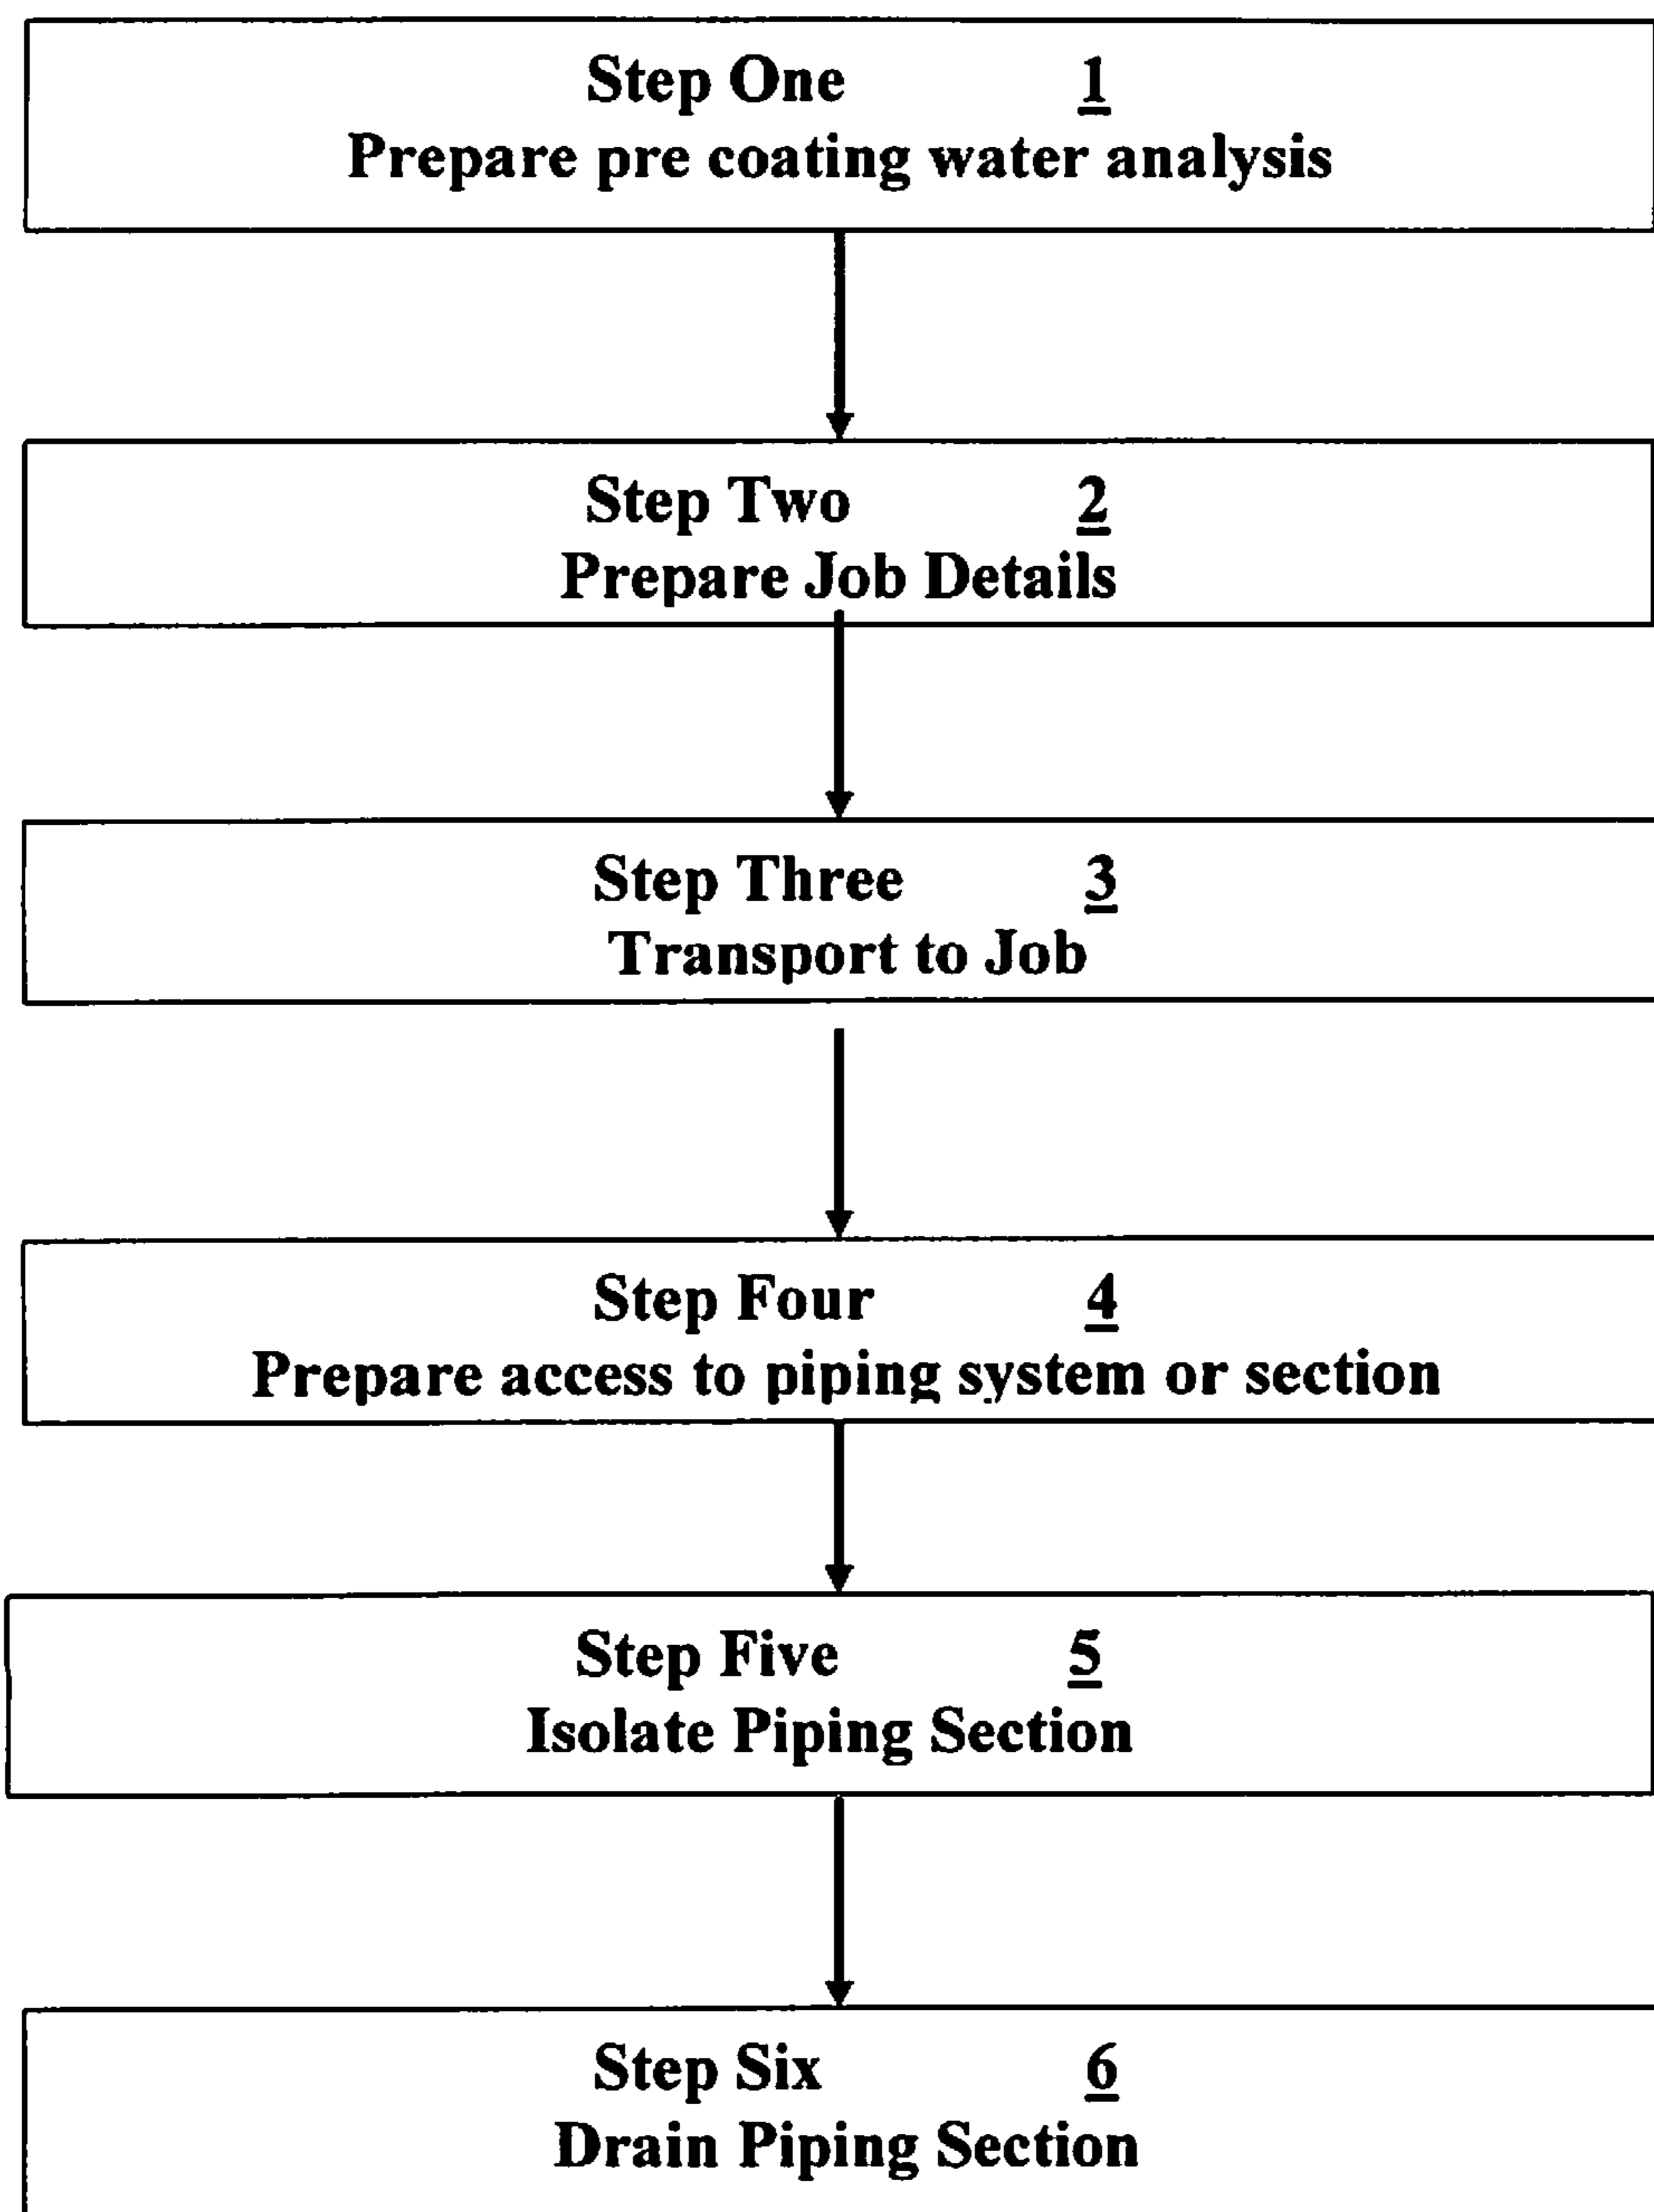 Step One 1
Prepare pre coating water analysis
Step Two 2
Prepare Job Details
Step Three 3
Transport to Job
Step Four 4
Prepare access to piping system or section
Step Five 5
Isolate Piping Section
Step Six 6
Drain Piping Section